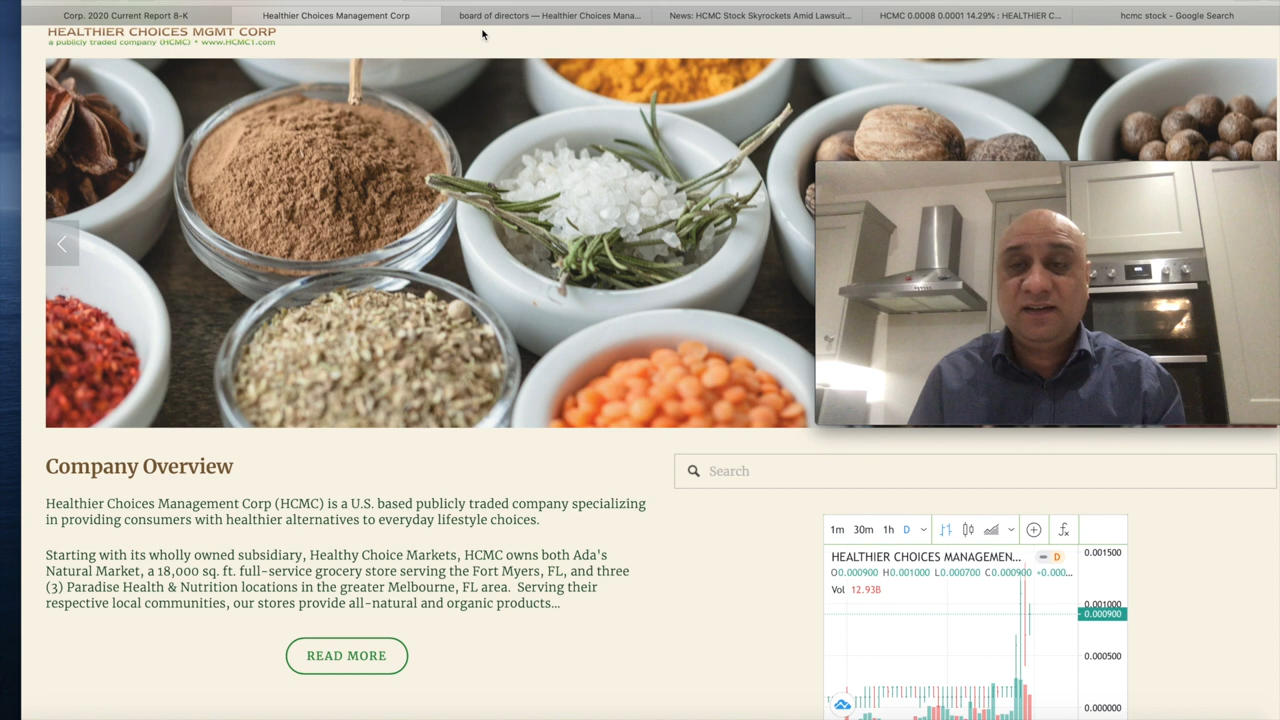 Corp. 2020 Current Report 8-K
Healthier Choices Management Corp
board of directors — Healthier Choices Mana...
News: HCMC Stock Skyrockets Amid Lawsuit...
HCMC 0.0008 0.0001 14.29% : HEALTHIER C...
hcmc stock - Google Search
HEALTHIER CHOICES MGMT CORP
a publicly traded company (HCMC) • www.HCMC1.com
Company Overview
Healthier Choices Management Corp (HCMC) is a U.S. based publicly traded company specializing
in providing consumers with healthier alternatives to everyday lifestyle choices.
Starting with its wholly owned subsidiary, Healthy Choice Markets, HCMC owns both Ada's
Natural Market, a 18,000 sq. ft. full-service grocery store serving the Fort Myers, FL, and three
(3) Paradise Health & Nutrition locations in the greater Melbourne, FL area.  Serving their
respective local communities, our stores provide all-natural and organic products...
READ MORE
Search
1m 30m 1h D
HEALTHIER CHOICES MANAGEMEN... D
O0.000900 H0.001000 L0.000700 C0.000900 +0.000...
Vol 12.93B
0.001500
0.001000
0.000900
0.000500
0.000000